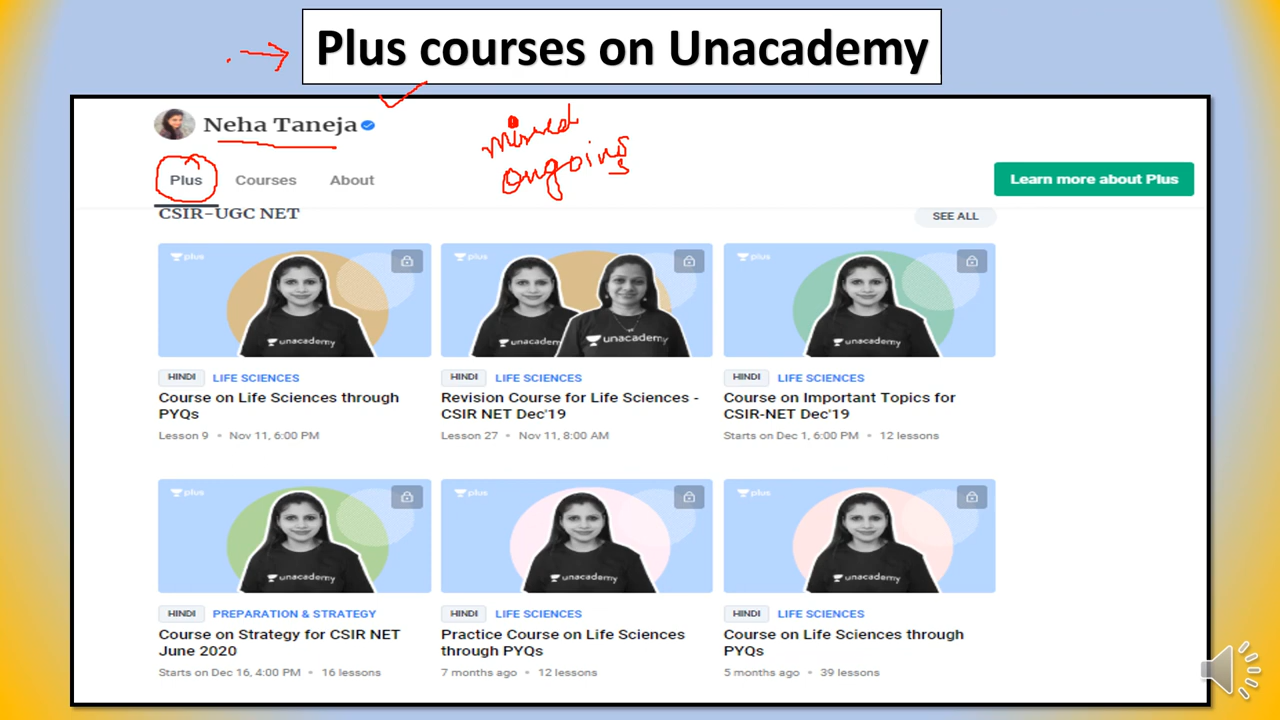 Plus courses on Unacademy
Neha Taneja
missed
ongoing
Plus Courses About
Learn more about Plus
CSIR-UGC NET
SEE ALL
plus plus plus
unacademy unacademy unacademy unacademy
HINDI LIFE SCIENCES
Course on Life Sciences through
PYQs
Lesson 9 • Nov 11, 6:00 PM
HINDI LIFE SCIENCES
Revision Course for Life Sciences -
CSIR NET Dec'19
Lesson 27 • Nov 11, 8:00 AM
HINDI LIFE SCIENCES
Course on Important Topics for
CSIR-NET Dec'19
Starts on Dec 1, 6:00 PM • 12 lessons
plus plus plus
unacademy unacademy unacademy
HINDI PREPARATION & STRATEGY
Course on Strategy for CSIR NET
June 2020
Starts on Dec 16, 4:00 PM • 16 lessons
HINDI LIFE SCIENCES
Practice Course on Life Sciences
through PYQs
7 months ago • 12 lessons
HINDI LIFE SCIENCES
Course on Life Sciences through
PYQs
5 months ago • 39 lessons